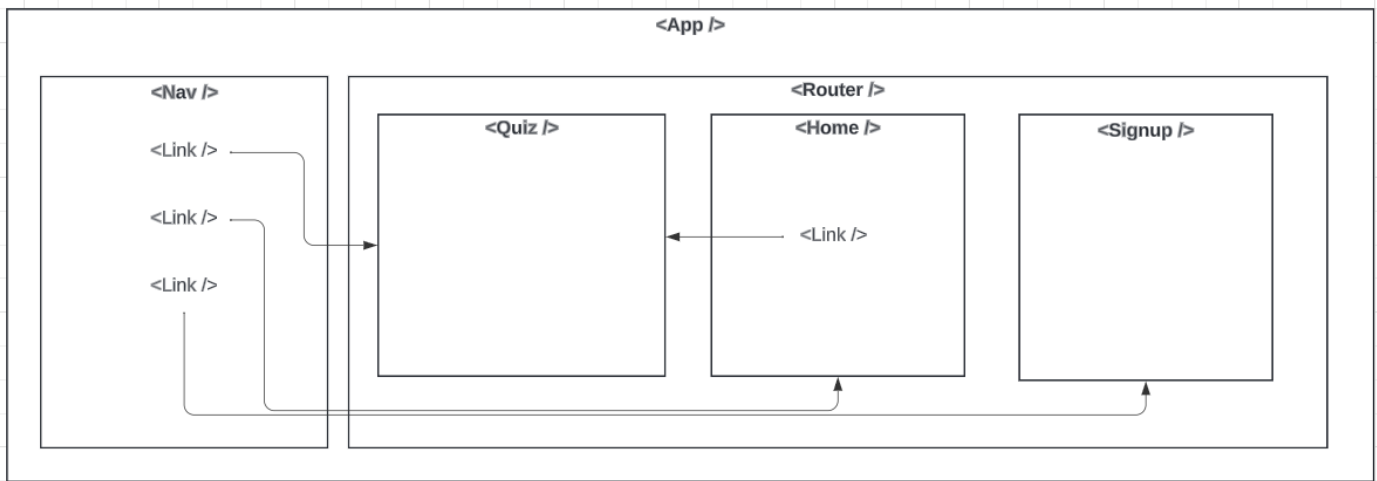 <App />
<Nav />
<Link />
<Link />
<Link />
<Router />
<Quiz />
<Home />
<Link />
<Signup />